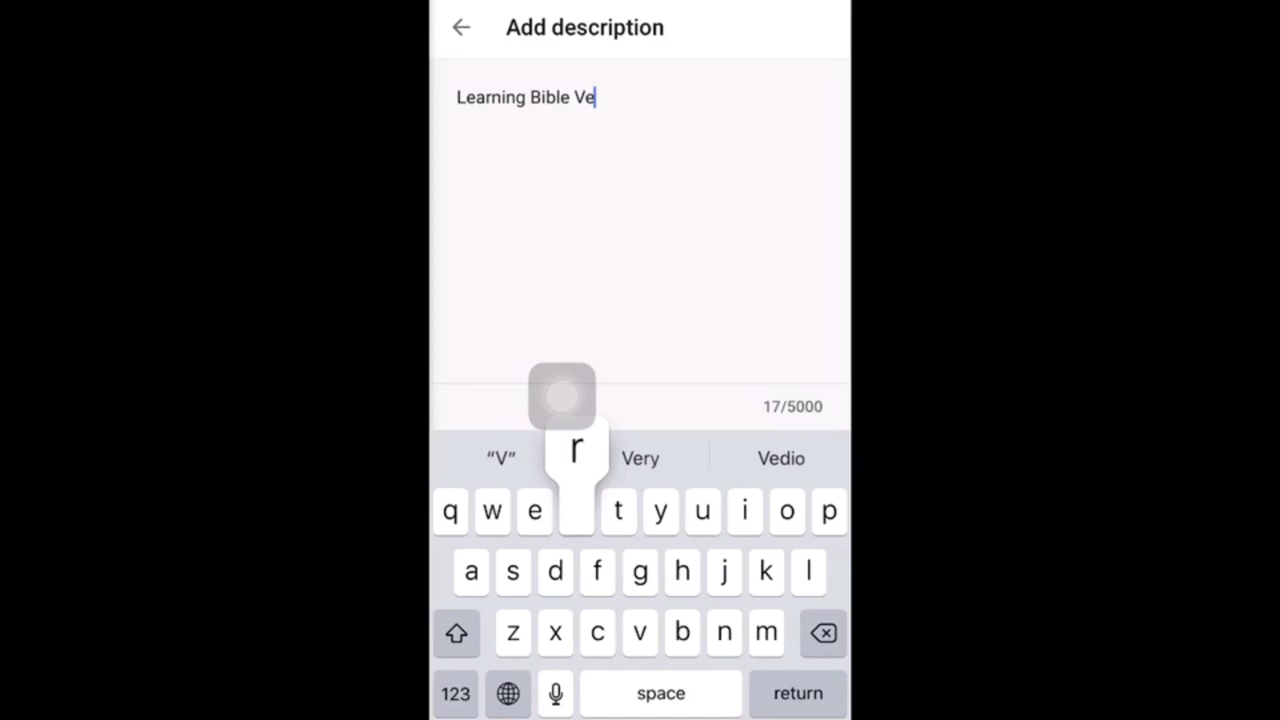 Add description
Learning Bible Ve
17/5000
“V” Very Vedio
r
q w e t y u i o p
a s d f g h j k l
z x c v b n m
123 space return